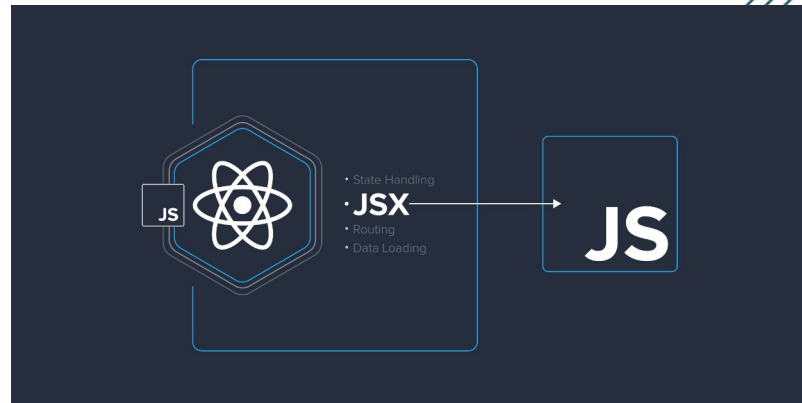 JS
• State Handling
• JSX
• Routing
• Data Loading
JS